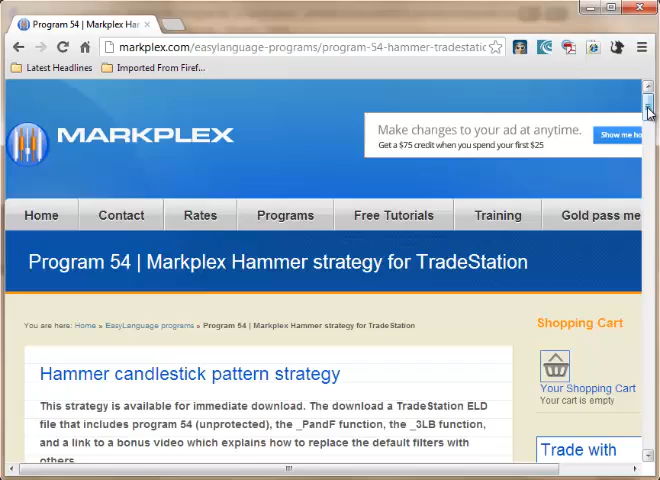 Program 54 | Markplex Har
markplex.com/easylanguage-programs/program-54-hammer-tradestatic
Latest Headlines
Imported From Firef...
MARKPLEX
Make changes to your ad at anytime.
Get a $75 credit when you spend your first $25
Show me ho
Home
Contact
Rates
Programs
Free Tutorials
Training
Gold pass me
Program 54 | Markplex Hammer strategy for TradeStation
You are here: Home » EasyLanguage programs » Program 54 | Markplex Hammer strategy for TradeStation
Shopping Cart
Hammer candlestick pattern strategy
Your Shopping Cart
Your cart is empty
This strategy is available for immediate download. The download a TradeStation ELD
file that includes program 54 (unprotected), the _PandF function, the _3LB function,
and a link to a bonus video which explains how to replace the default filters with
others.
Trade with